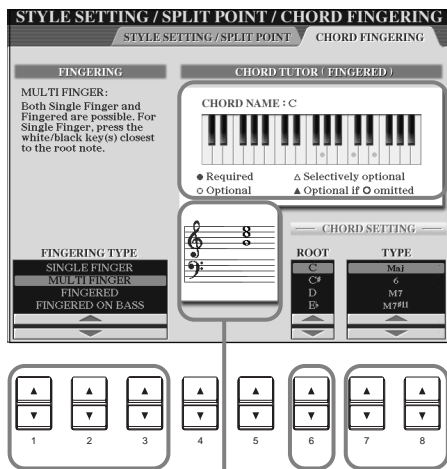 STYLE SETTING / SPLIT POINT / CHORD FINGERING
STYLE SETTING / SPLIT POINT
CHORD FINGERING
FINGERING
MULTI FINGER:
Both Single Finger and
Fingered are possible. For
Single Finger, press the
white/black key(s) closest
to the root note.
CHORD TUTOR ( FINGERED )
CHORD NAME : C
● Required
△ Selectively optional
○ Optional
▲ Optional if O omitted
FINGERING TYPE
SINGLE FINGER
MULTI FINGER
FINGERED
FINGERED ON BASS
CHORD SETTING
ROOT
C
C♯
D
E♭
TYPE
Maj
6
M7
M7♯11
1
2
3
4
5
6
7
8